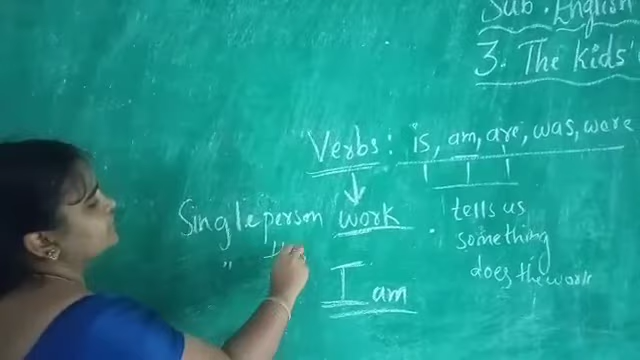 Sub. English
3. The kids'
Verbs: is, am, are, was, were
Single person work
tells us
something
does the work
"
I am